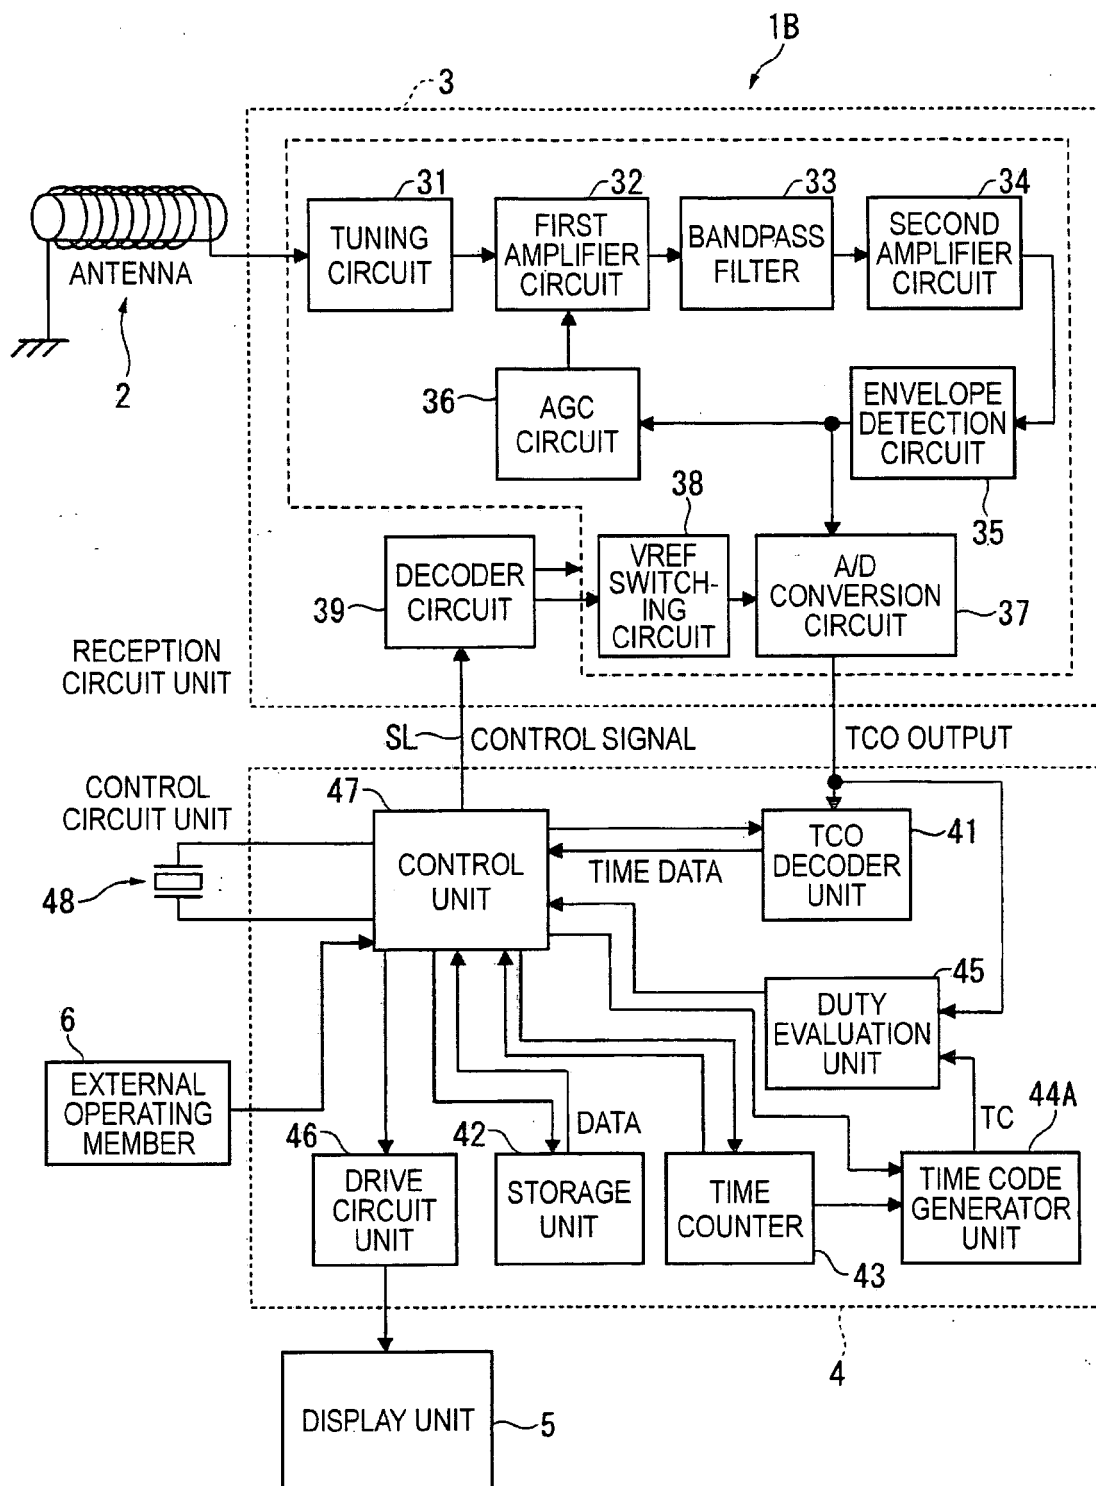 1B
3
31
32
33
34
TUNING
CIRCUIT
FIRST
AMPLIFIER
CIRCUIT
BANDPASS
FILTER
SECOND
AMPLIFIER
CIRCUIT
ANTENNA
2
36
AGC
CIRCUIT
ENVELOPE
DETECTION
CIRCUIT
35
38
39
DECODER
CIRCUIT
VREF
SWITCH-
ING
CIRCUIT
A/D
CONVERSION
CIRCUIT
37
RECEPTION
CIRCUIT UNIT
SL
CONTROL SIGNAL
TCO OUTPUT
CONTROL
CIRCUIT UNIT
47
CONTROL
UNIT
48
TIME DATA
TCO
DECODER
UNIT
41
45
DUTY
EVALUATION
UNIT
6
EXTERNAL
OPERATING
MEMBER
TC
44A
46
DRIVE
CIRCUIT
UNIT
42
DATA
STORAGE
UNIT
TIME
COUNTER
43
TIME CODE
GENERATOR
UNIT
4
DISPLAY UNIT
5